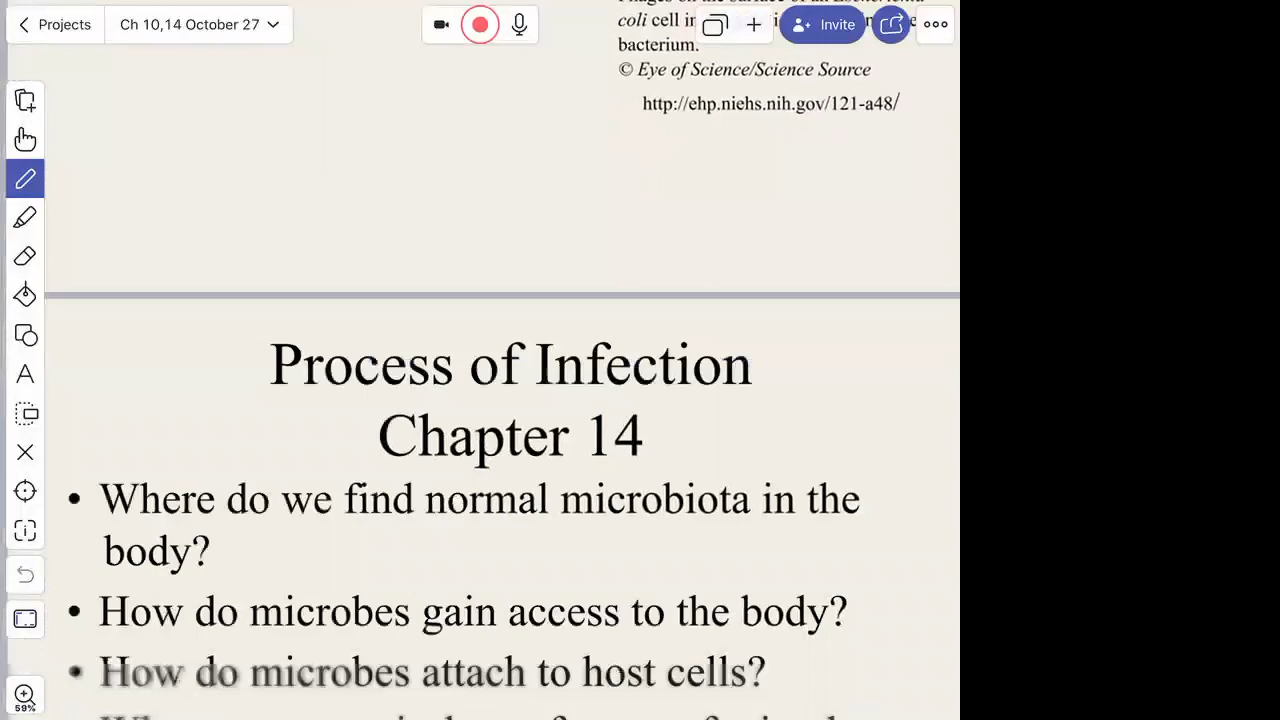 Projects
Ch 10,14 October 27
Invite
coli cell in
bacterium.
© Eye of Science/Science Source
http://ehp.niehs.nih.gov/121-a48/
Process of Infection
Chapter 14
• Where do we find normal microbiota in the
body?
• How do microbes gain access to the body?
• How do microbes attach to host cells?
59%